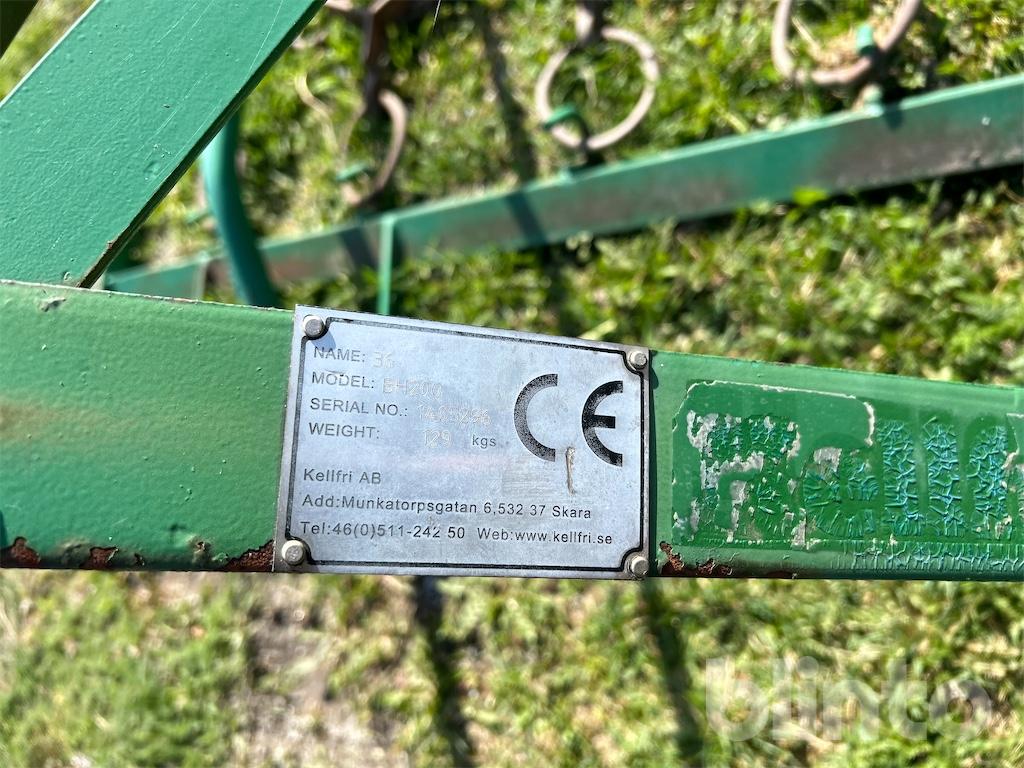 NAME:
MODEL: BH200
SERIAL NO.:
WEIGHT: 129 kgs
CE
Kellfri AB
Add:Munkatorpsgatan 6,532 37 Skara
Tel:46(0)511-242 50 Web:www.kellfri.se
blinto